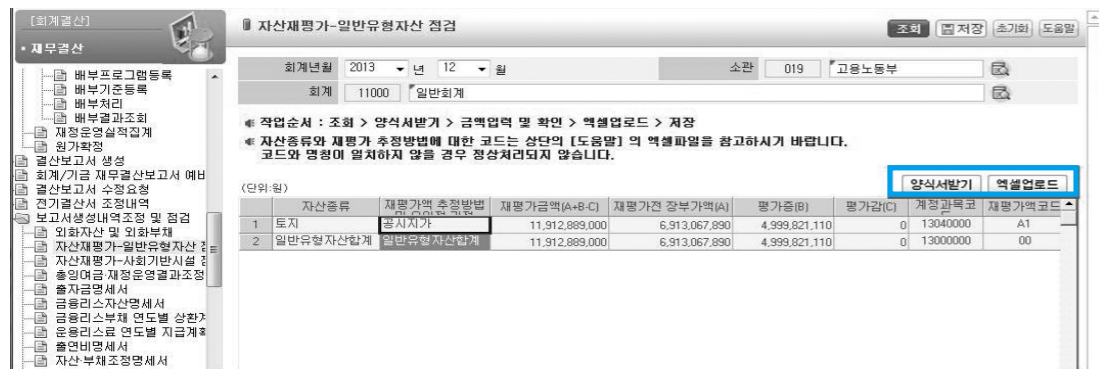 [회계결산]
• 재무결산
배부프로그램등록
배부기준등록
배부처리
배부결과조회
재정운영실적집계
원가확정
결산보고서 생성
회계/기금 재무결산보고서 예비
결산보고서 수정요청
전기결산서 조정내역
보고서생성내역조정 및 점검
외화자산 및 외화부채
자산재평가-일반유형자산 점
자산재평가-사회기반시설 점
총잉여금·재정운영결과조정
출자금명세서
금융리스자산명세서
금융리스부채 연도별 상환
운용리스료 연도별 지급계획
출연비명세서
자산·부채조정명세서
자산재평가-일반유형자산 점검
조회 저장 초기화 도움말
회계년월 2013 년 12 월 소관 019 고용노동부
회계 11000 일반회계
작업순서 : 조회 > 양식서받기 > 금액입력 및 확인 > 엑셀업로드 > 저장
자산종류와 재평가 추정방법에 대한 코드는 상단의 [도움말] 의 엑셀파일을 참고하시기 바랍니다.
코드와 명칭이 일치하지 않을 경우 정상처리되지 않습니다.
(단위:원) 양식서받기 엑셀업로드
자산종류 재평가액 추정방법 재평가금액(A+B-C) 재평가전 장부가액(A) 평가증(B) 평가감(C) 계정과목코 재평가액코드
1 토지 공시지가 11,912,889,000 6,913,067,890 4,999,821,110 0 13040000 A1
2 일반유형자산합계 일반유형자산합계 11,912,889,000 6,913,067,890 4,999,821,110 0 13000000 00